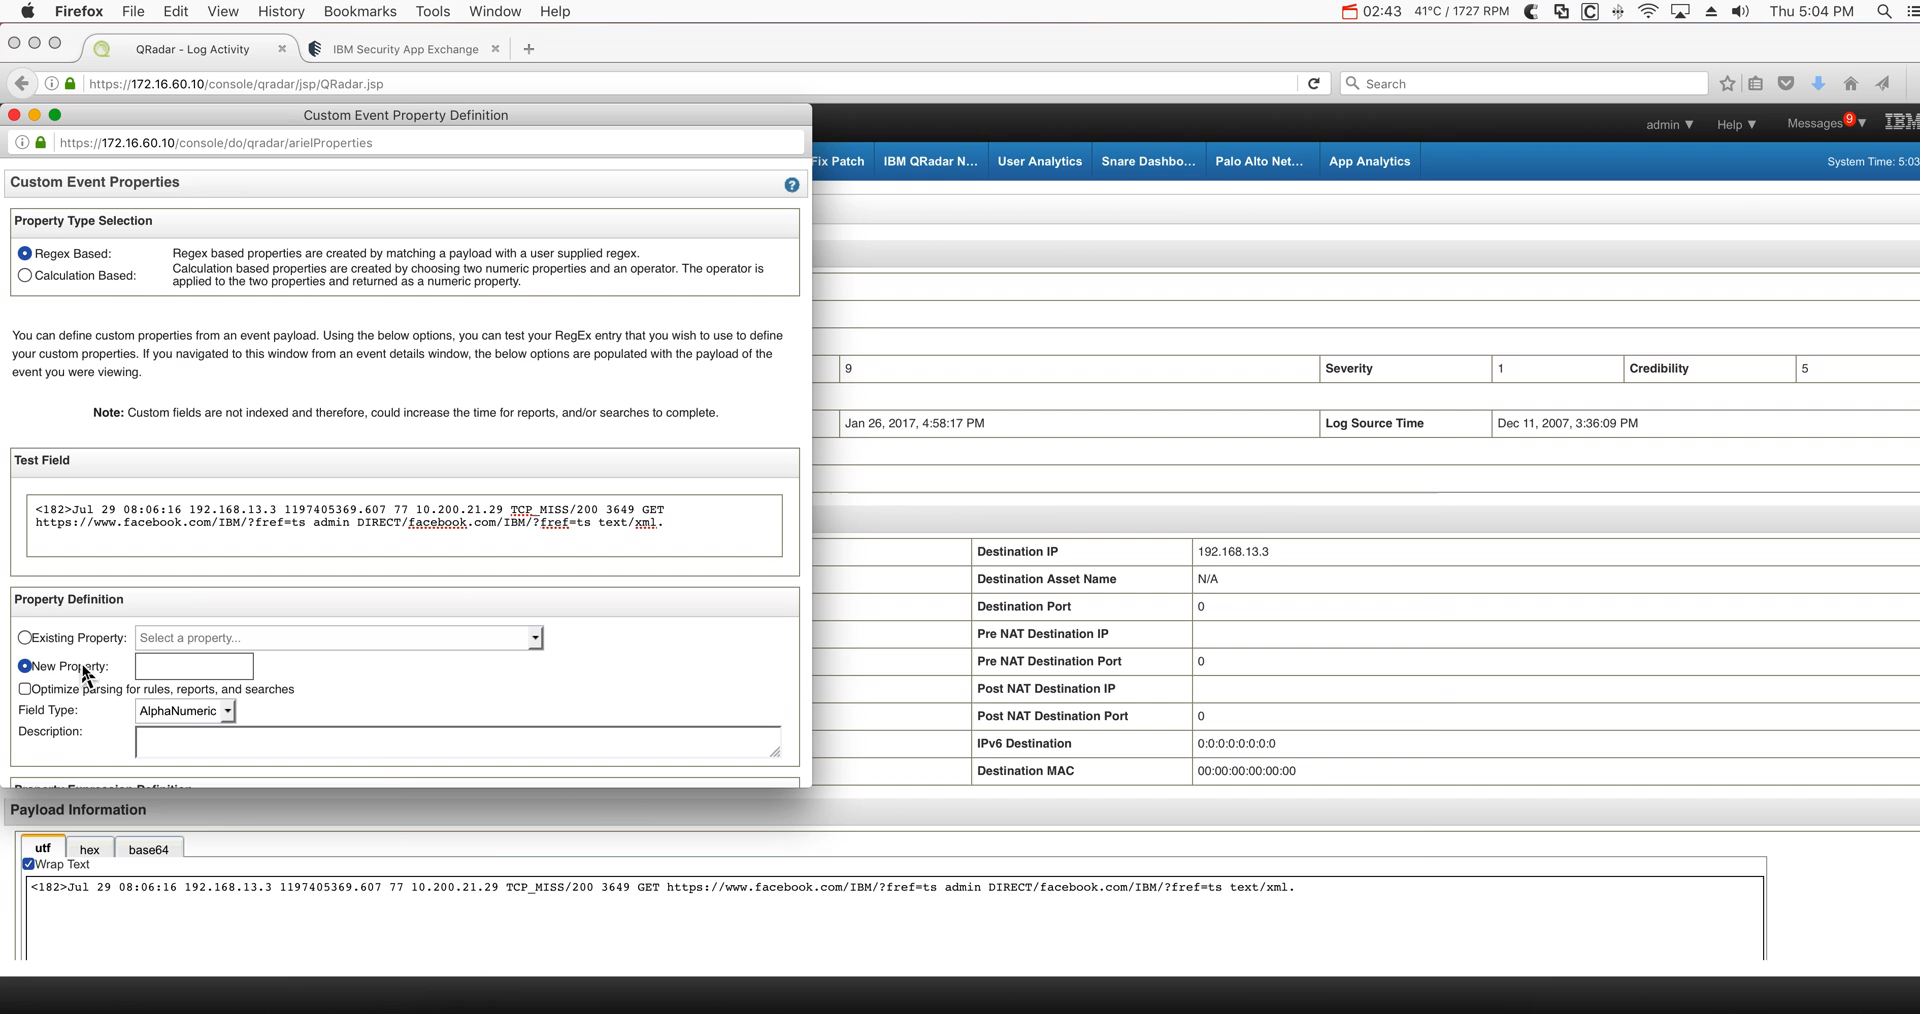 Firefox File Edit View History Bookmarks Tools Window Help 02:43 41°C / 1727 RPM Thu 5:04 PM
QRadar - Log Activity IBM Security App Exchange
https://172.16.60.10/console/qradar/jsp/QRadar.jsp Search
Custom Event Property Definition
admin Help Messages 9 IBM
https://172.16.60.10/console/do/qradar/arielProperties
Fix Patch IBM QRadar N... User Analytics Snare Dashbo... Palo Alto Net... App Analytics System Time: 5:03
Custom Event Properties ?
Property Type Selection
Regex Based: Regex based properties are created by matching a payload with a user supplied regex.
Calculation Based: Calculation based properties are created by choosing two numeric properties and an operator. The operator is
applied to the two properties and returned as a numeric property.
You can define custom properties from an event payload. Using the below options, you can test your RegEx entry that you wish to use to define
your custom properties. If you navigated to this window from an event details window, the below options are populated with the payload of the
event you were viewing.
9 Severity 1 Credibility 5
Note: Custom fields are not indexed and therefore, could increase the time for reports, and/or searches to complete.
Jan 26, 2017, 4:58:17 PM Log Source Time Dec 11, 2007, 3:36:09 PM
Test Field
<182>Jul 29 08:06:16 192.168.13.3 1197405369.607 77 10.200.21.29 TCP_MISS/200 3649 GET
https://www.facebook.com/IBM/?fref=ts admin DIRECT/facebook.com/IBM/?fref=ts text/xml.
Property Definition
Existing Property: Select a property...
New Property:
Optimize parsing for rules, reports, and searches
Field Type: AlphaNumeric
Description:
Destination IP 192.168.13.3
Destination Asset Name N/A
Destination Port 0
Pre NAT Destination IP
Pre NAT Destination Port 0
Post NAT Destination IP
Post NAT Destination Port 0
IPv6 Destination 0:0:0:0:0:0:0:0
Destination MAC 00:00:00:00:00:00
Property Expression Definition
Payload Information
utf hex base64
Wrap Text
<182>Jul 29 08:06:16 192.168.13.3 1197405369.607 77 10.200.21.29 TCP_MISS/200 3649 GET https://www.facebook.com/IBM/?fref=ts admin DIRECT/facebook.com/IBM/?fref=ts text/xml.